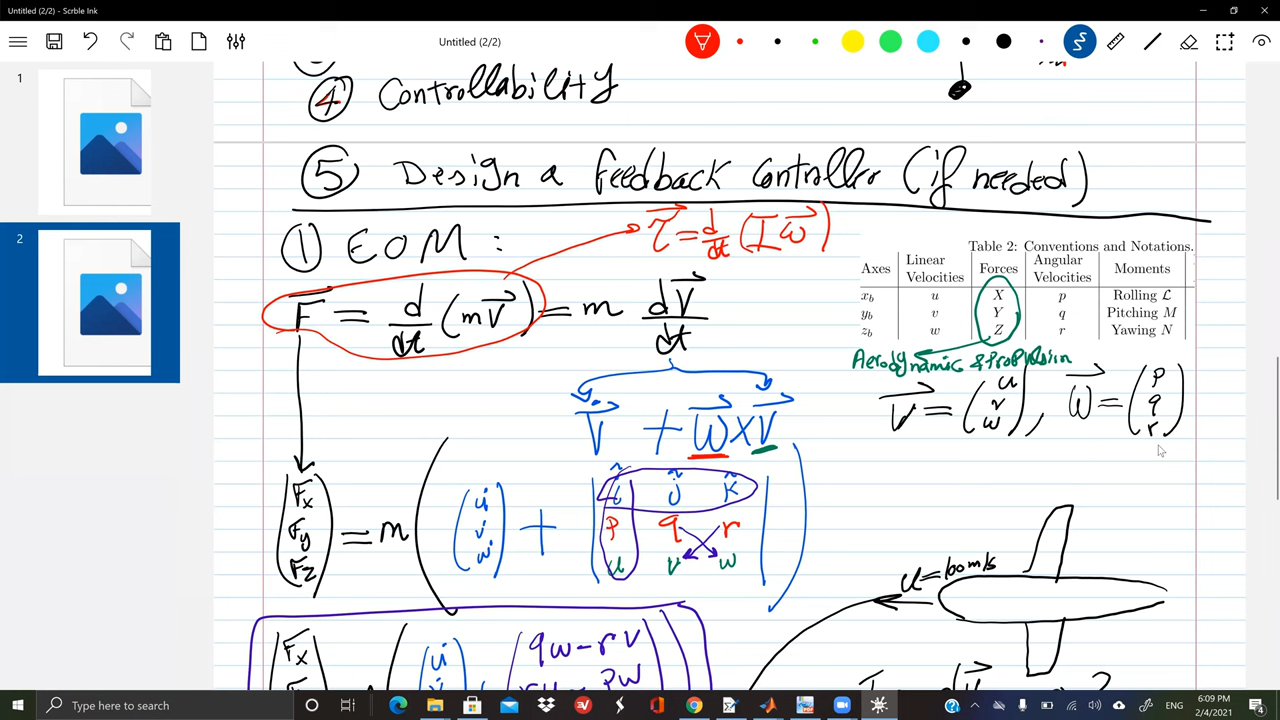 Untitled (2/2) - Scrble Ink
Untitled (2/2)
1
2
④ Controllability
⑤ Design a Feedback Controller (if needed)
① EOM:
τ⃗ = d/dt (I ω⃗)
F⃗ = d/dt (mV⃗) = m dV⃗/dt
Table 2: Conventions and Notations.
Axes | Linear Velocities | Forces | Angular Velocities | Moments
x_b | u | X | p | Rolling L
y_b | v | Y | q | Pitching M
z_b | w | Z | r | Yawing N
Aerodynamic & Propulsion
V⃗ = (u v w), ω⃗ = (p q r)
V⃗̇ + ω⃗ × V⃗
(Fx Fy Fz) = m ( (u̇ v̇ ẇ) + | î ĵ k̂
p q r
u v w | )
u = 100 m/s
Fx
u̇
qw - rv
Type here to search
6:09 PM
2/4/2021
4